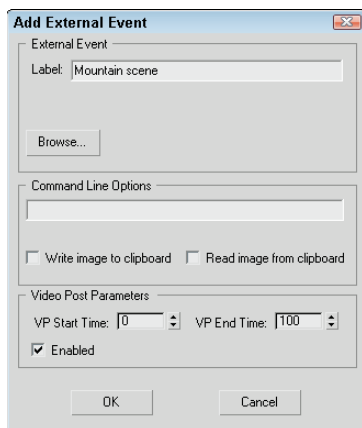 Add External Event
External Event
Label: Mountain scene
Browse...
Command Line Options
Write image to clipboard Read image from clipboard
Video Post Parameters
VP Start Time: 0 VP End Time: 100
Enabled
OK Cancel